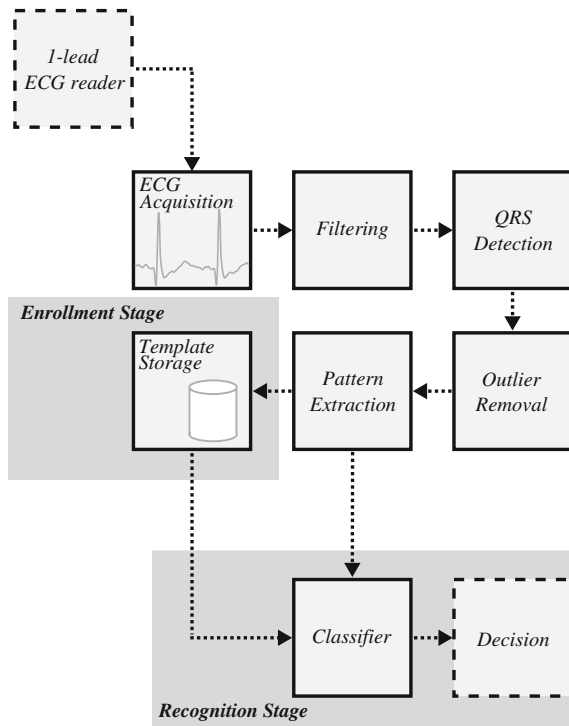 1-lead
ECG reader
ECG
Acquisition
Filtering
QRS
Detection
Enrollment Stage
Template
Storage
Pattern
Extraction
Outlier
Removal
Classifier
Decision
Recognition Stage